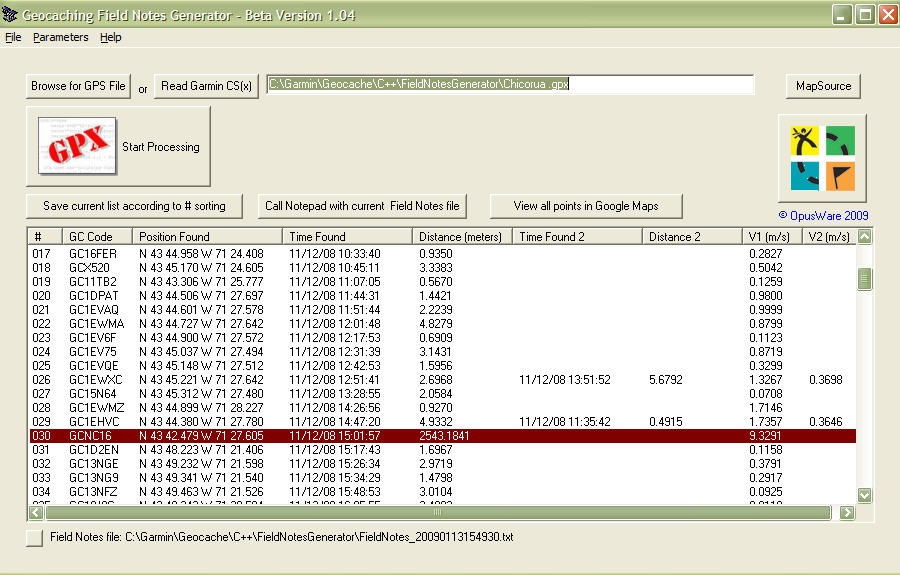 Geocaching Field Notes Generator - Beta Version 1.04
File Parameters Help
Browse for GPS File or Read Garmin CS(x) C:\Garmin\Geocache\C++\FieldNotesGenerator\Chicorua .gpx MapSource
GPX Start Processing
Save current list according to # sorting Call Notepad with current Field Notes file View all points in Google Maps
© OpusWare 2009
# GC Code Position Found Time Found Distance (meters) Time Found 2 Distance 2 V1 (m/s) V2 (m/s)
017 GC16FER N 43 44.958 W 71 24.408 11/12/08 10:33:40 0.9350 0.2827
018 GCX520 N 43 45.170 W 71 24.605 11/12/08 10:45:11 3.3383 0.5042
019 GC11TB2 N 43 43.306 W 71 25.777 11/12/08 11:07:05 0.5670 0.1259
020 GC1DPAT N 43 44.506 W 71 27.697 11/12/08 11:44:31 1.4421 0.9800
021 GC1EVAQ N 43 44.601 W 71 27.578 11/12/08 11:51:44 2.2239 0.9999
022 GC1EWMA N 43 44.727 W 71 27.642 11/12/08 12:01:48 4.8279 0.8799
023 GC1EV6F N 43 44.900 W 71 27.572 11/12/08 12:17:53 0.6909 0.1123
024 GC1EV75 N 43 45.037 W 71 27.494 11/12/08 12:31:39 3.1431 0.8719
025 GC1EVQE N 43 45.148 W 71 27.512 11/12/08 12:42:53 1.5956 0.3299
026 GC1EWXC N 43 45.221 W 71 27.642 11/12/08 12:51:41 2.6968 11/12/08 13:51:52 5.6792 1.3267 0.3698
027 GC15N64 N 43 45.312 W 71 27.480 11/12/08 13:28:55 2.0584 0.0708
028 GC1EWMZ N 43 44.899 W 71 28.227 11/12/08 14:26:56 0.9270 1.7146
029 GC1EHVC N 43 44.380 W 71 27.780 11/12/08 14:47:20 4.9332 11/12/08 11:35:42 0.4915 1.7357 0.3646
030 GCNC16 N 43 42.479 W 71 27.605 11/12/08 15:01:57 2543.1841 9.3291
031 GC1D2EN N 43 48.223 W 71 21.406 11/12/08 15:17:43 1.6967 0.1158
032 GC13NGE N 43 49.232 W 71 21.598 11/12/08 15:26:34 2.9719 0.3791
033 GC13NG9 N 43 49.341 W 71 21.540 11/12/08 15:34:29 1.4798 0.2917
034 GC13NFZ N 43 49.463 W 71 21.526 11/12/08 15:48:53 3.0104 0.0925
Field Notes file: C:\Garmin\Geocache\C++\FieldNotesGenerator\FieldNotes_20090113154930.txt